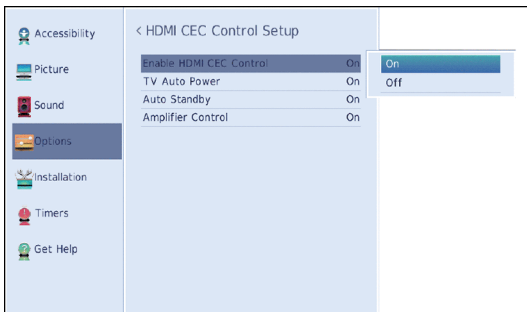 Accessibility
Picture
Sound
Options
Installation
Timers
Get Help
< HDMI CEC Control Setup
Enable HDMI CEC Control On
TV Auto Power On
Auto Standby On
Amplifier Control On
On
Off